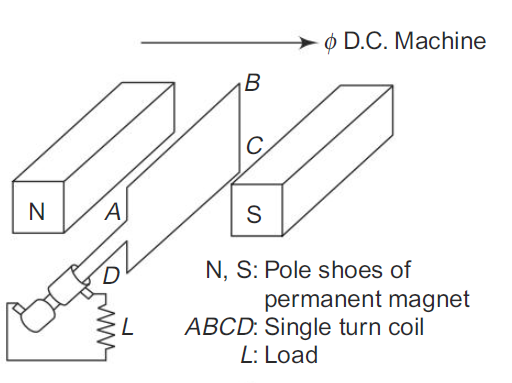 ϕ D.C. Machine
B
C
N
A
S
D
L
N, S: Pole shoes of
permanent magnet
ABCD: Single turn coil
L: Load